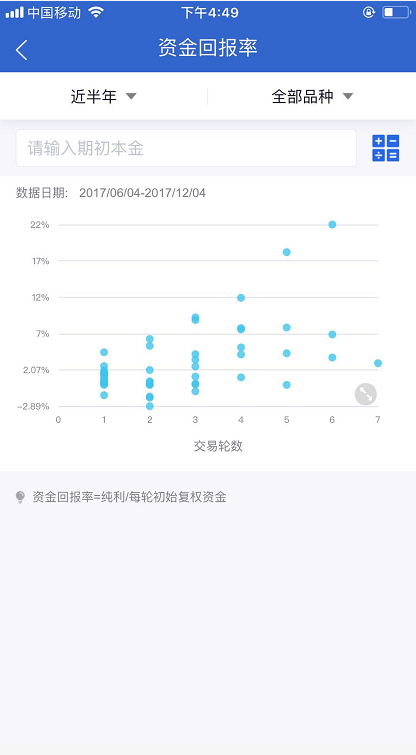 中国移动 下午4:49
资金回报率
近半年 全部品种
请输入期初本金
数据日期: 2017/06/04-2017/12/04
22%
17%
12%
7%
2.07%
-2.89%
0 1 2 3 4 5 6 7
交易轮数
资金回报率=纯利/每轮初始复权资金